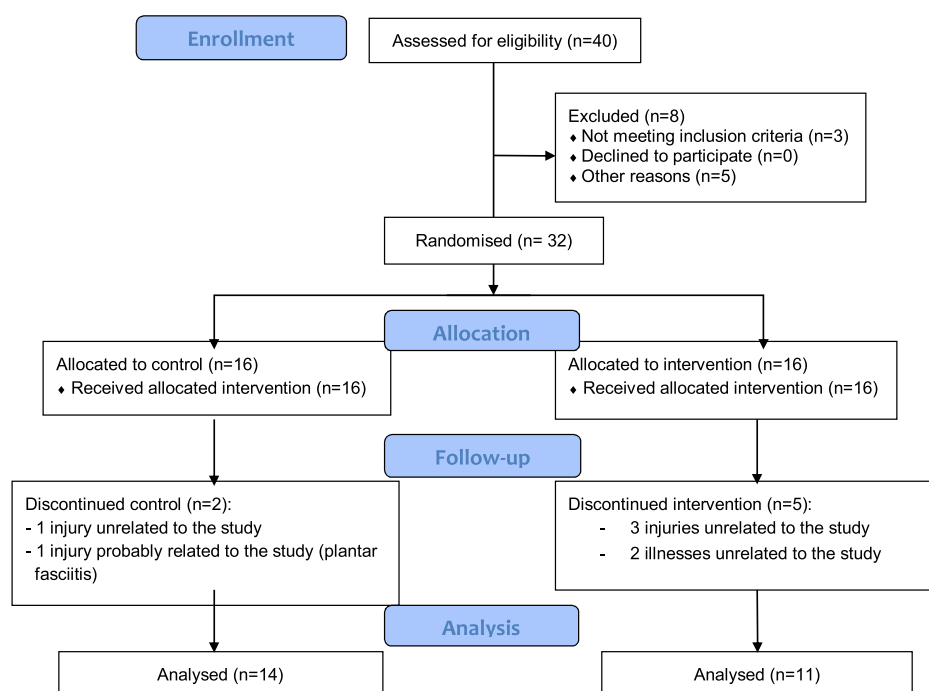 Enrollment
Assessed for eligibility (n=40)
Excluded (n=8)
♦ Not meeting inclusion criteria (n=3)
♦ Declined to participate (n=0)
♦ Other reasons (n=5)
Randomised (n= 32)
Allocation
Allocated to control (n=16)
♦ Received allocated intervention (n=16)
Allocated to intervention (n=16)
♦ Received allocated intervention (n=16)
Follow-up
Discontinued control (n=2):
- 1 injury unrelated to the study
- 1 injury probably related to the study (plantar
fasciitis)
Discontinued intervention (n=5):
- 3 injuries unrelated to the study
- 2 illnesses unrelated to the study
Analysis
Analysed (n=14)
Analysed (n=11)